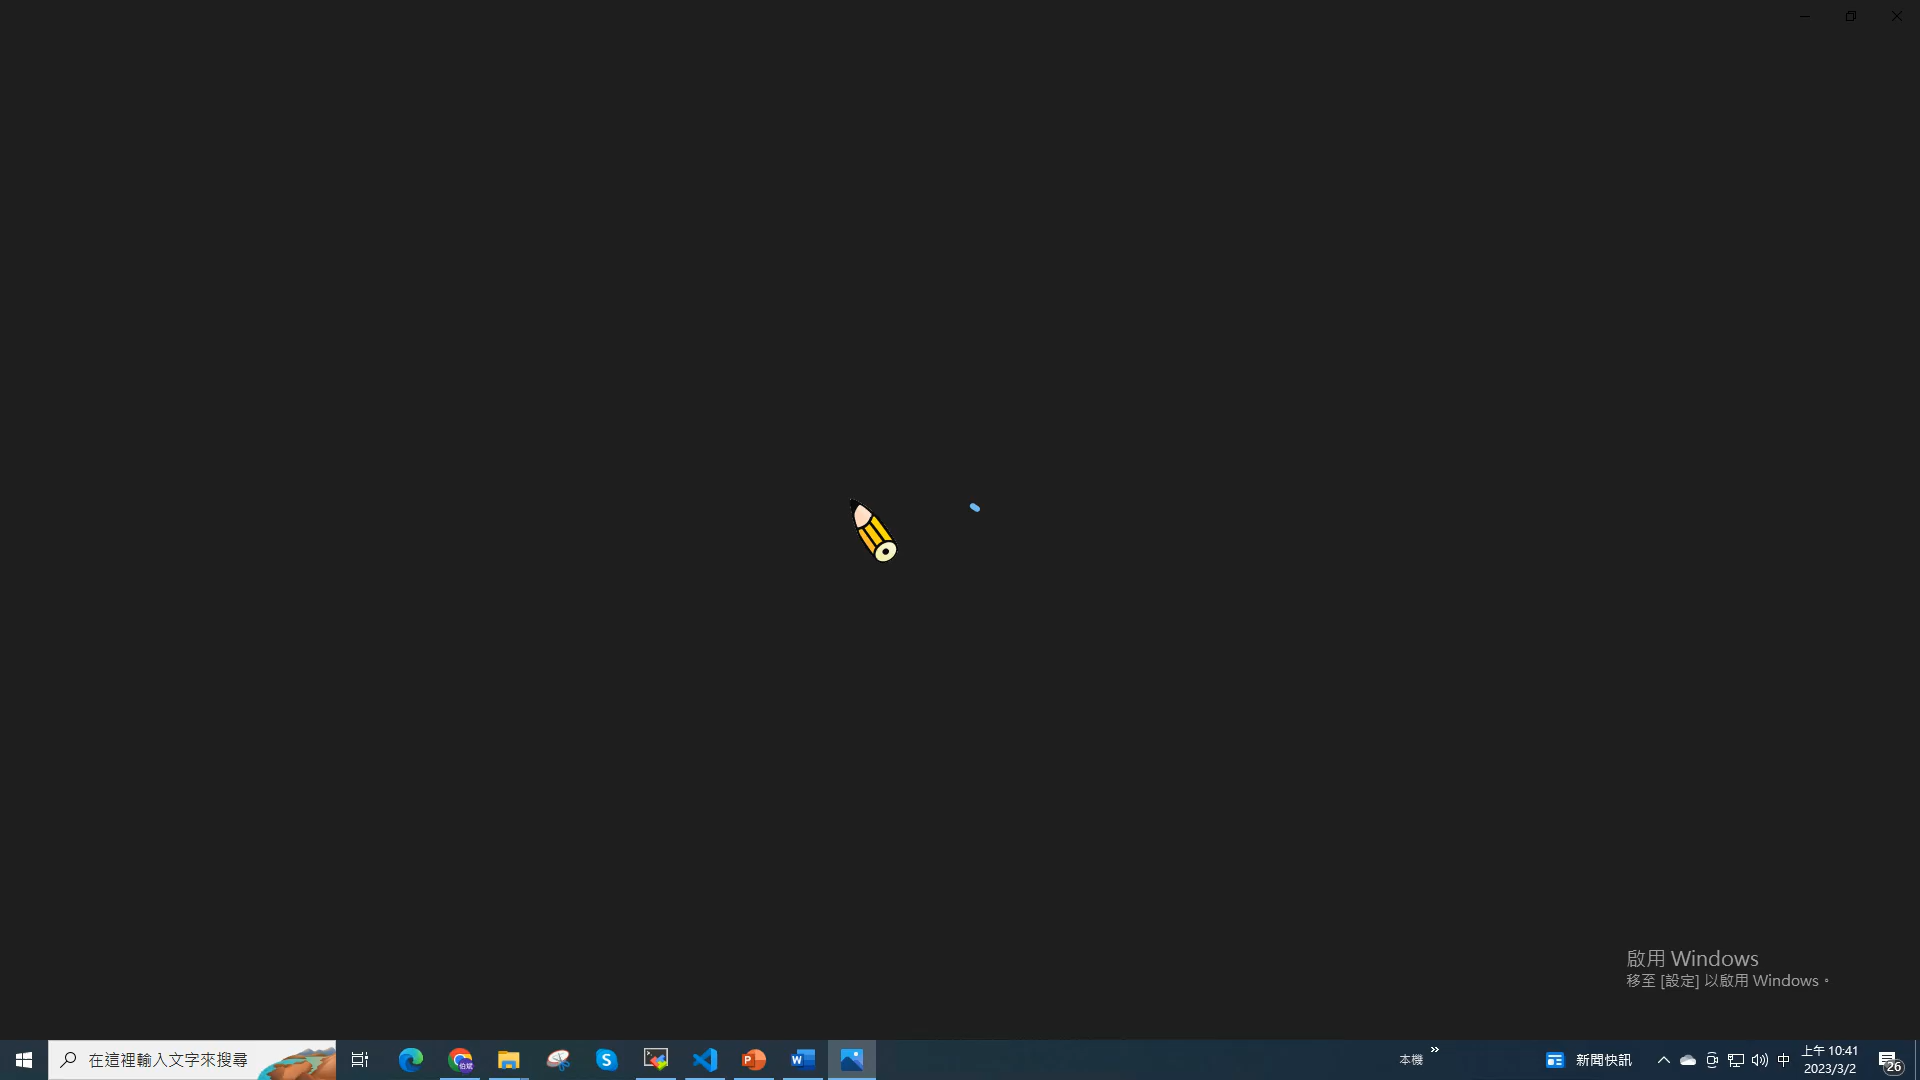 啟用 Windows
移至 [設定] 以啟用 Windows。
在這裡輸入文字來搜尋
本機
新聞快訊
中
上午 10:41
2023/3/2
26